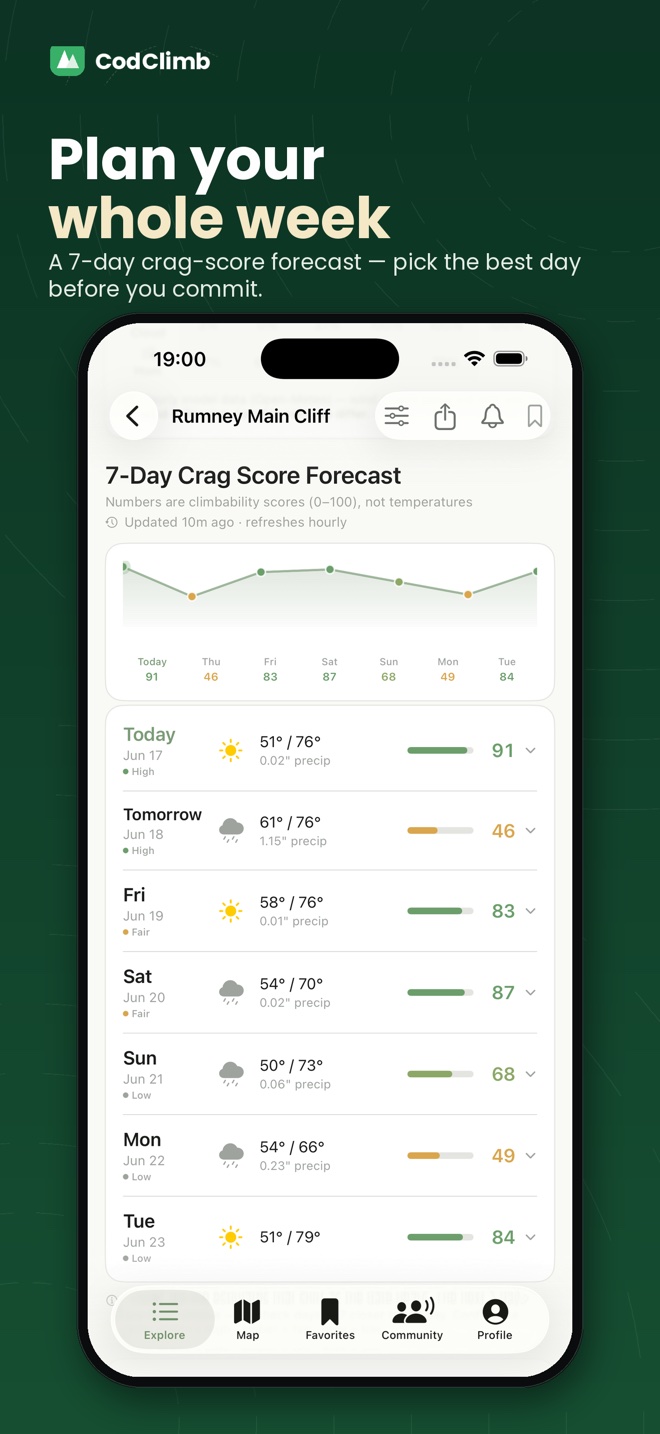 CodClimb
Plan your
whole week
A 7-day crag-score forecast — pick the best day
before you commit.
19:00
Rumney Main Cliff
7-Day Crag Score Forecast
Numbers are climbability scores (0–100), not temperatures
Updated 10m ago · refreshes hourly
Today Thu Fri Sat Sun Mon Tue
91 46 83 87 68 49 84
Today
Jun 17
High
51° / 76°
0.02" precip
91
Tomorrow
Jun 18
High
61° / 76°
1.15" precip
46
Fri
Jun 19
Fair
58° / 76°
0.01" precip
83
Sat
Jun 20
Fair
54° / 70°
0.02" precip
87
Sun
Jun 21
Low
50° / 73°
0.06" precip
68
Mon
Jun 22
Low
54° / 66°
0.23" precip
49
Tue
Jun 23
Low
51° / 79°
84
Explore Map Favorites Community Profile